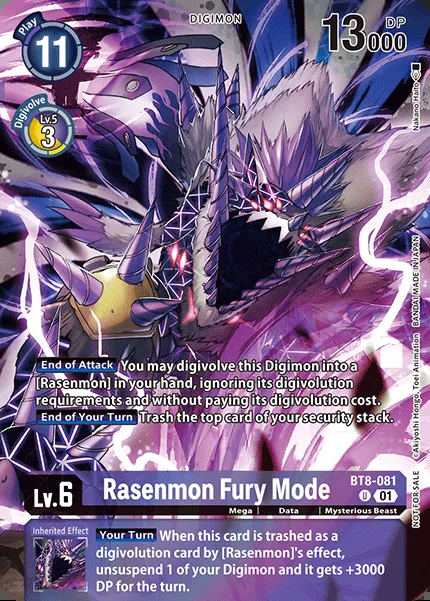 DIGIMON
Play
11
13000 DP
Digivolve
Lv.5
3
Nakano Haito
©Akiyoshi Hongo, Toei Animation BANDAI MADE IN JAPAN
NOT FOR SALE
End of Attack You may digivolve this Digimon into a
[Rasenmon] in your hand, ignoring its digivolution
requirements and without paying its digivolution cost.
End of Your Turn Trash the top card of your security stack.
BT8-081
Lv.6 Rasenmon Fury Mode
U 01
Mega | Data | Mysterious Beast
Inherited Effect
Your Turn When this card is trashed as a
digivolution card by [Rasenmon]'s effect,
unsuspend 1 of your Digimon and it gets +3000
DP for the turn.